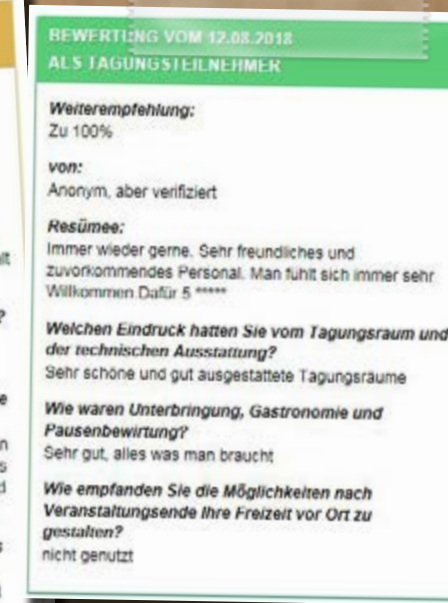 BEWERTUNG VOM 12.08.2018
ALS TAGUNGSTEILNEHMER
Weiterempfehlung:
Zu 100%
von:
Anonym, aber verifiziert
Resümee:
Immer wieder gerne. Sehr freundliches und
zuvorkommendes Personal. Man fühlt sich immer sehr
Willkommen.Dafür 5 *****
Welchen Eindruck hatten Sie vom Tagungsraum und
der technischen Ausstattung?
Sehr schöne und gut ausgestattete Tagungsräume
Wie waren Unterbringung, Gastronomie und
Pausenbewirtung?
Sehr gut, alles was man braucht
Wie empfanden Sie die Möglichkeiten nach
Veranstaltungsende Ihre Freizeit vor Ort zu
gestalten?
nicht genutzt